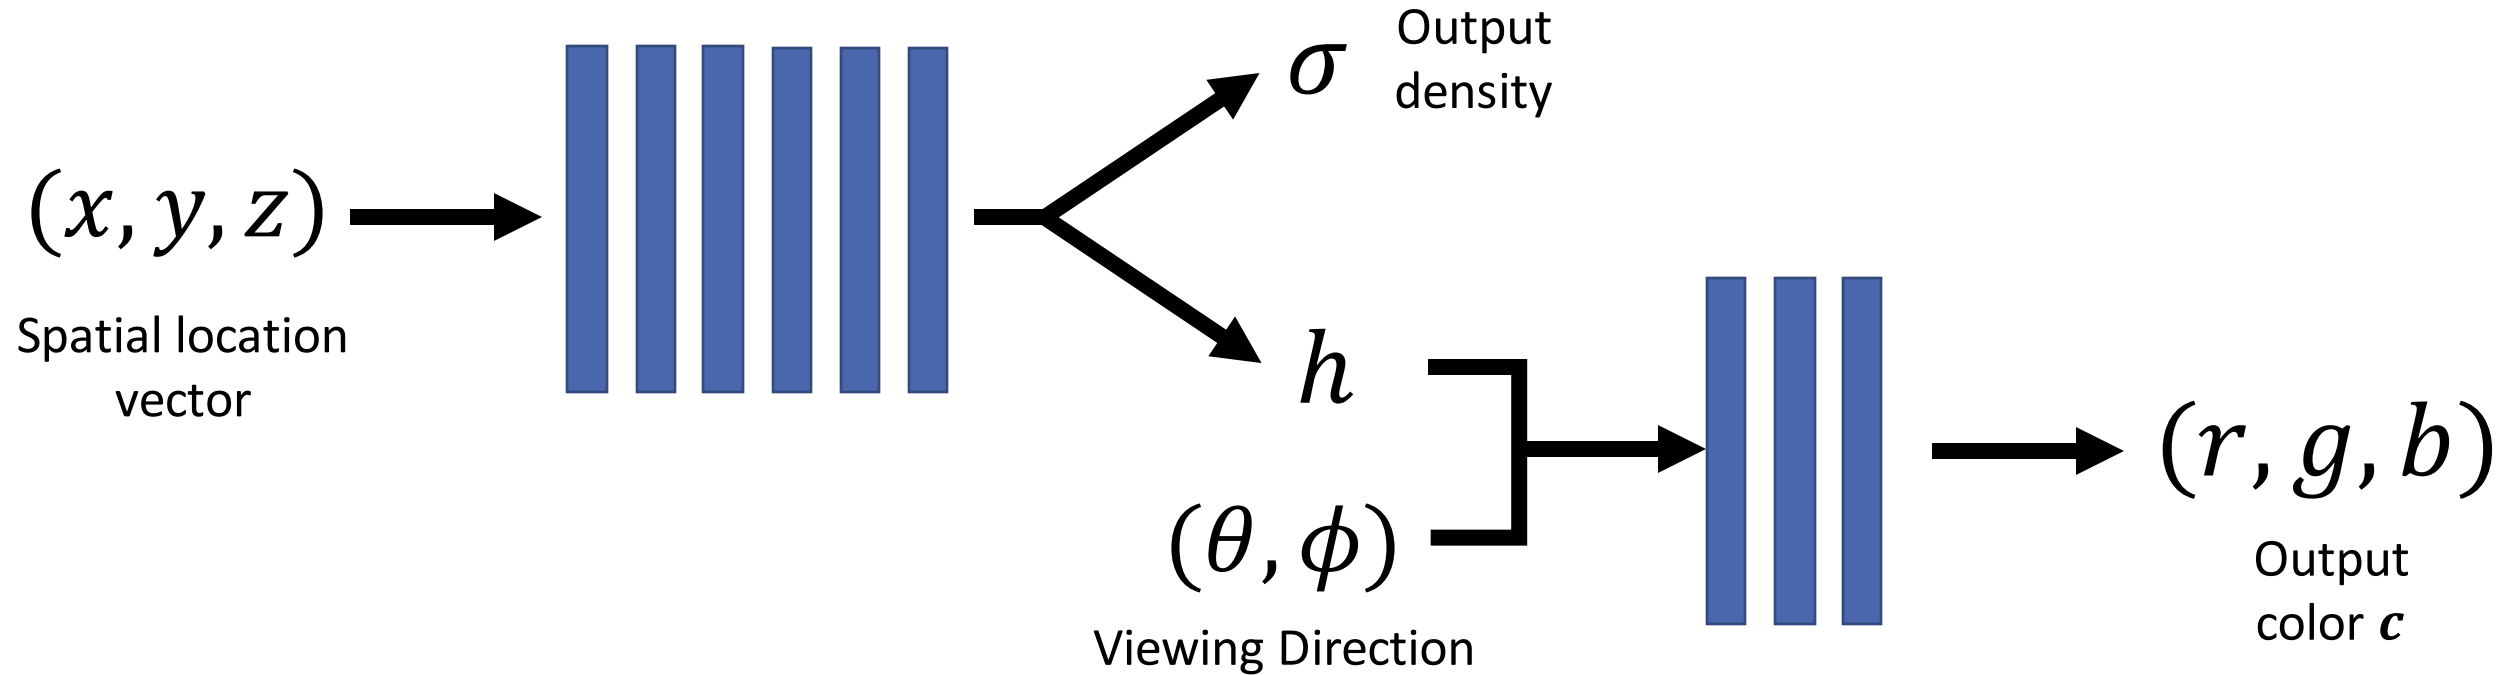 (x, y, z)
Spatial location
vector
σ
Output
density
h
(θ, ϕ)
Viewing Direction
(r, g, b)
Output
color c